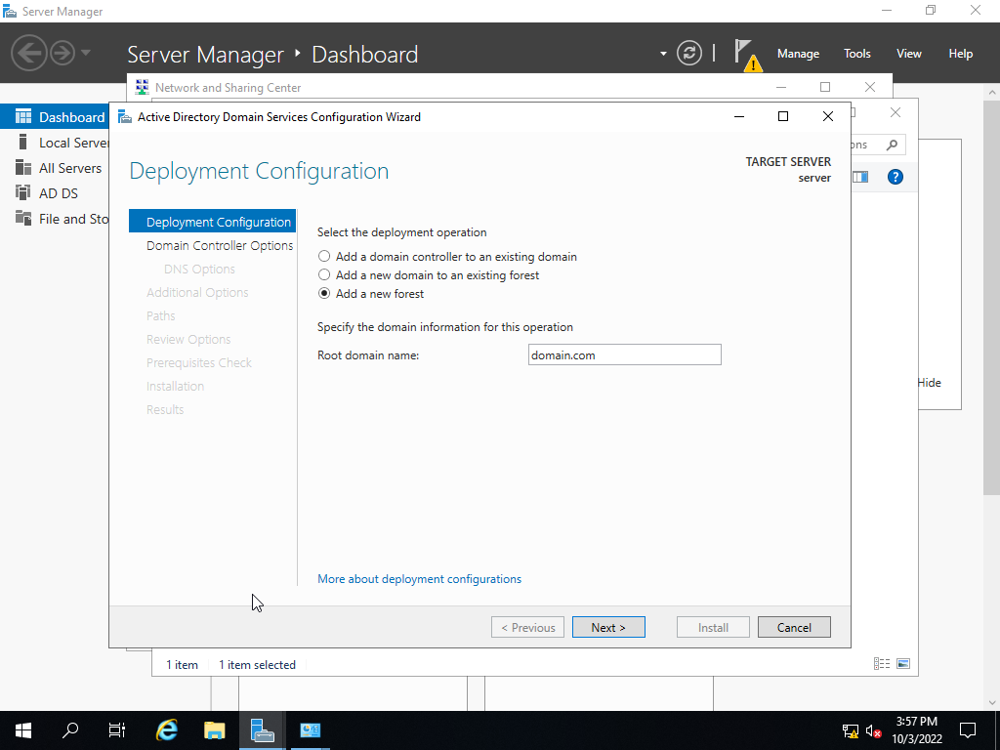 Server Manager
Server Manager ‣ Dashboard
Manage Tools View Help
Network and Sharing Center
Dashboard
Local Server
All Servers
AD DS
File and Sto
Active Directory Domain Services Configuration Wizard
Deployment Configuration
TARGET SERVER
server
Deployment Configuration
Domain Controller Options
DNS Options
Additional Options
Paths
Review Options
Prerequisites Check
Installation
Results
Select the deployment operation
Add a domain controller to an existing domain
Add a new domain to an existing forest
Add a new forest
Specify the domain information for this operation
Root domain name: domain.com
More about deployment configurations
< Previous Next > Install Cancel
ons
Hide
1 item 1 item selected
3:57 PM
10/3/2022